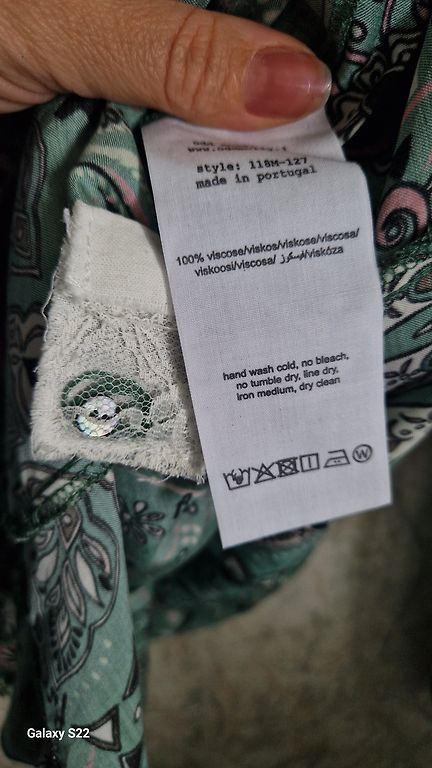 style: 118M-127
made in portugal
100% viscose/viskos/viskose/viscosa/
viskoosi/viscosa/ /viskóza
hand wash cold, no bleach,
no tumble dry, line dry,
iron medium, dry clean
W
Galaxy S22